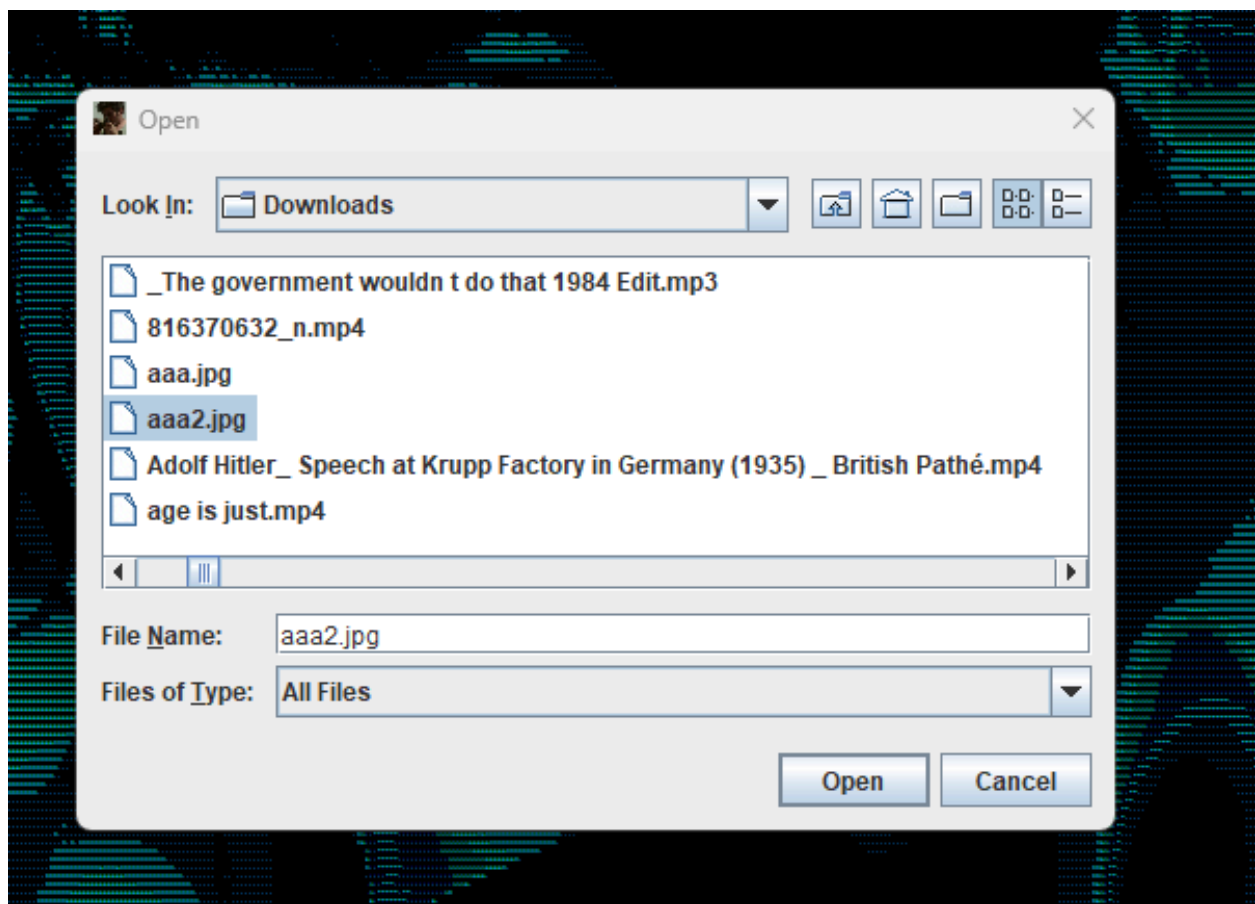 Open
Look In: Downloads
_The government wouldn t do that 1984 Edit.mp3
816370632_n.mp4
aaa.jpg
aaa2.jpg
Adolf Hitler_ Speech at Krupp Factory in Germany (1935) _ British Pathé.mp4
age is just.mp4
File Name: aaa2.jpg
Files of Type: All Files
Open Cancel